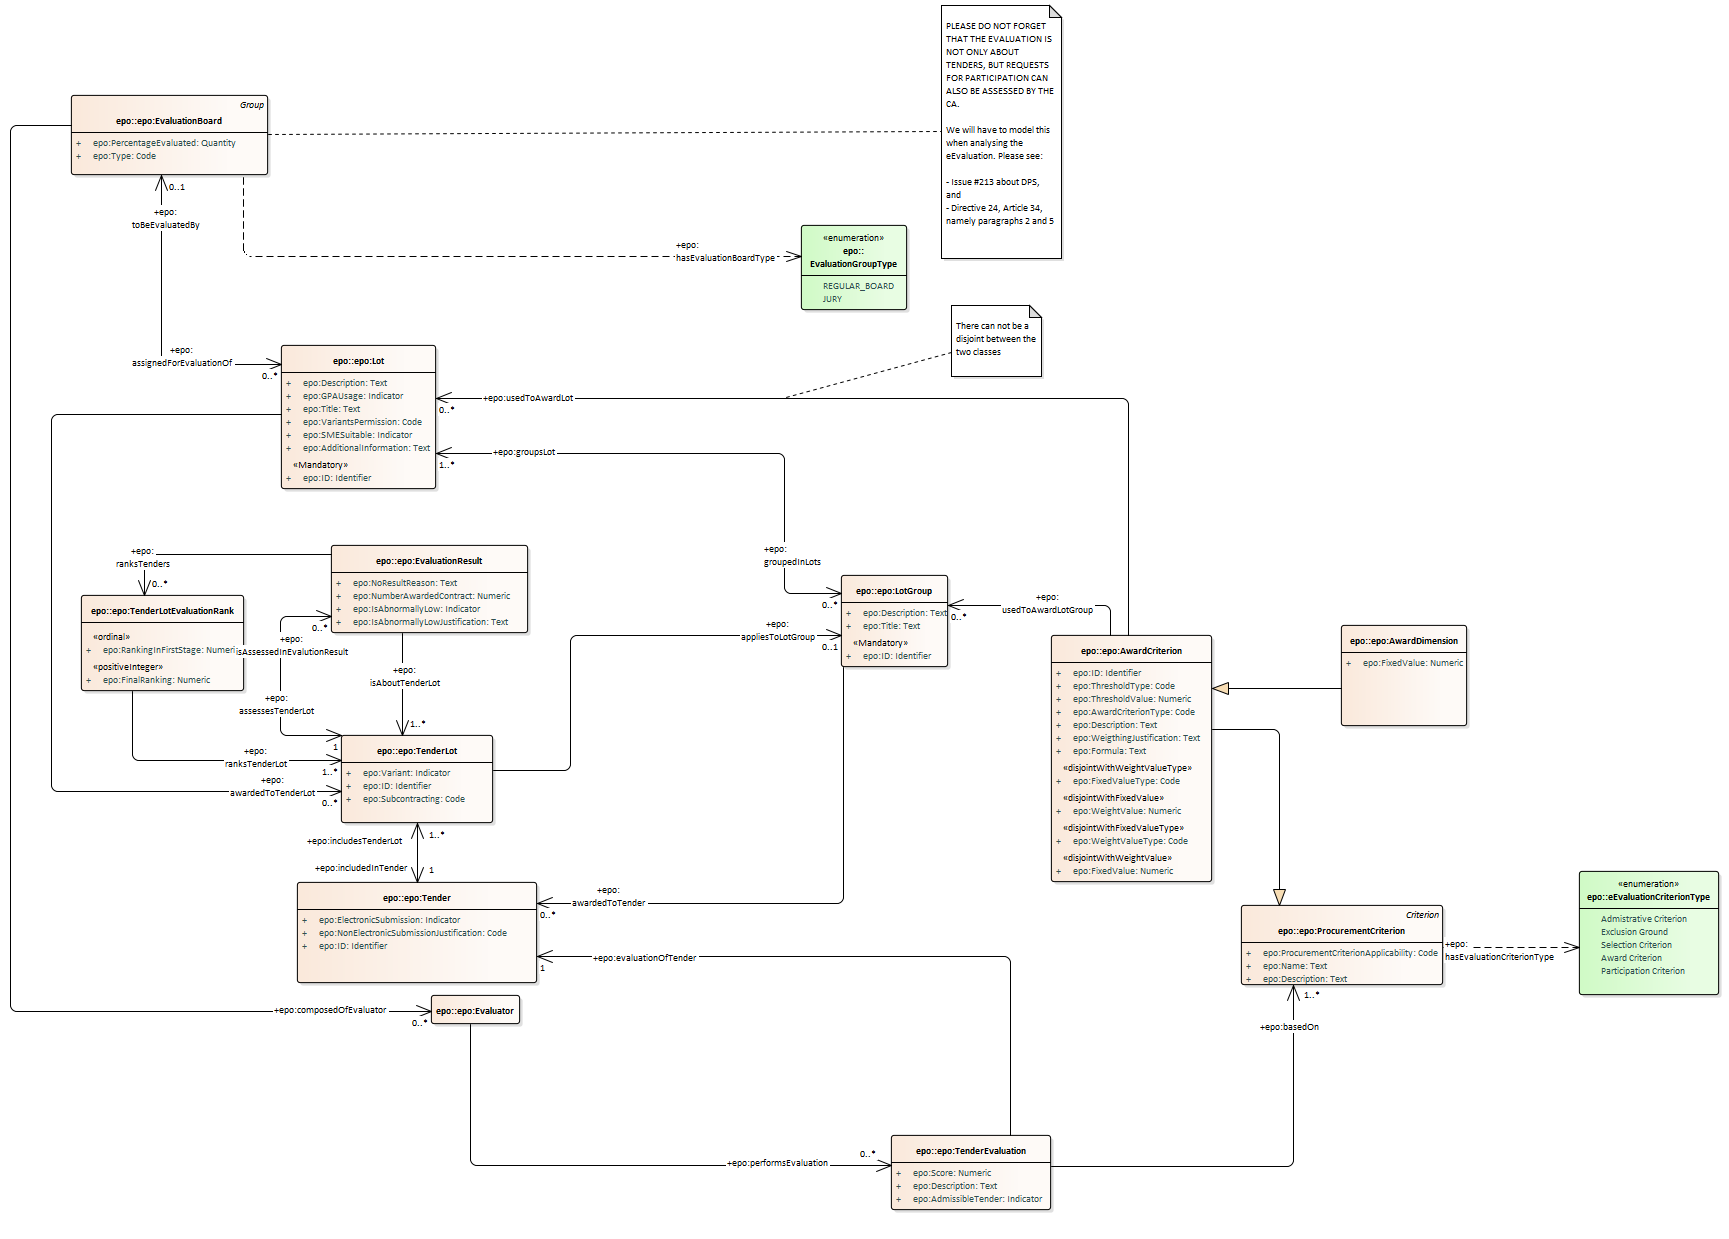 PLEASE DO NOT FORGET
THAT THE EVALUATION IS
NOT ONLY ABOUT
TENDERS, BUT REQUESTS
FOR PARTICIPATION CAN
ALSO BE ASSESSED BY THE
CA.
We will have to model this
when analysing the
eEvaluation. Please see:
- Issue #213 about DPS,
and
- Directive 24, Article 34,
namely paragraphs 2 and 5
Group
epo::epo:EvaluationBoard
+ epo:PercentageEvaluated: Quantity
+ epo:Type: Code
0..1
+epo:
toBeEvaluatedBy
+epo:
hasEvaluationBoardType
«enumeration»
epo::
EvaluationGroupType
REGULAR_BOARD
JURY
There can not be a
disjoint between the
two classes
+epo:
assignedForEvaluationOf
0..*
epo::epo:Lot
+ epo:Description: Text
+ epo:GPAUsage: Indicator
+ epo:Title: Text
+ epo:VariantsPermission: Code
+ epo:SMESuitable: Indicator
+ epo:AdditionalInformation: Text
«Mandatory»
+ epo:ID: Identifier
+epo:usedToAwardLot
0..*
+epo:groupsLot
1..*
+epo:
groupedInLots
0..*
+epo:
ranksTenders
0..*
epo::epo:EvaluationResult
+ epo:NoResultReason: Text
+ epo:NumberAwardedContract: Numeric
+ epo:IsAbnormallyLow: Indicator
+ epo:IsAbnormallyLowJustification: Text
epo::epo:TenderLotEvaluationRank
«ordinal»
+ epo:RankingInFirstStage: Numeri
«positiveInteger»
+ epo:FinalRanking: Numeric
0..*
+epo:
isAssessedInEvalutionResult
+epo:
isAboutTenderLot
1..*
+epo:
assessesTenderLot
1
+epo:
appliesToLotGroup
0..1
epo::epo:LotGroup
+ epo:Description: Text
+ epo:Title: Text
«Mandatory»
+ epo:ID: Identifier
+epo:
usedToAwardLotGroup
0..*
epo::epo:AwardCriterion
+ epo:ID: Identifier
+ epo:ThresholdType: Code
+ epo:ThresholdValue: Numeric
+ epo:AwardCriterionType: Code
+ epo:Description: Text
+ epo:WeigthingJustification: Text
+ epo:Formula: Text
«disjointWithWeightValueType»
+ epo:FixedValueType: Code
«disjointWithFixedValue»
+ epo:WeightValue: Numeric
«disjointWithFixedValueType»
+ epo:WeightValueType: Code
«disjointWithWeightValue»
+ epo:FixedValue: Numeric
epo::epo:AwardDimension
+ epo:FixedValue: Numeric
+epo:
ranksTenderLot
1..*
+epo:
awardedToTenderLot
0..*
epo::epo:TenderLot
+ epo:Variant: Indicator
+ epo:ID: Identifier
+ epo:Subcontracting: Code
+epo:includesTenderLot
1..*
+epo:includedInTender
1
epo::epo:Tender
+ epo:ElectronicSubmission: Indicator
+ epo:NonElectronicSubmissionJustification: Code
+ epo:ID: Identifier
+epo:
awardedToTender
0..*
+epo:evaluationOfTender
1
Criterion
epo::epo:ProcurementCriterion
+ epo:ProcurementCriterionApplicability: Code
+ epo:Name: Text
+ epo:Description: Text
+epo:
hasEvaluationCriterionType
«enumeration»
epo::eEvaluationCriterionType
Admistrative Criterion
Exclusion Ground
Selection Criterion
Award Criterion
Participation Criterion
1..*
+epo:basedOn
+epo:composedOfEvaluator
0..*
epo::epo:Evaluator
+epo:performsEvaluation
0..*
epo::epo:TenderEvaluation
+ epo:Score: Numeric
+ epo:Description: Text
+ epo:AdmissibleTender: Indicator